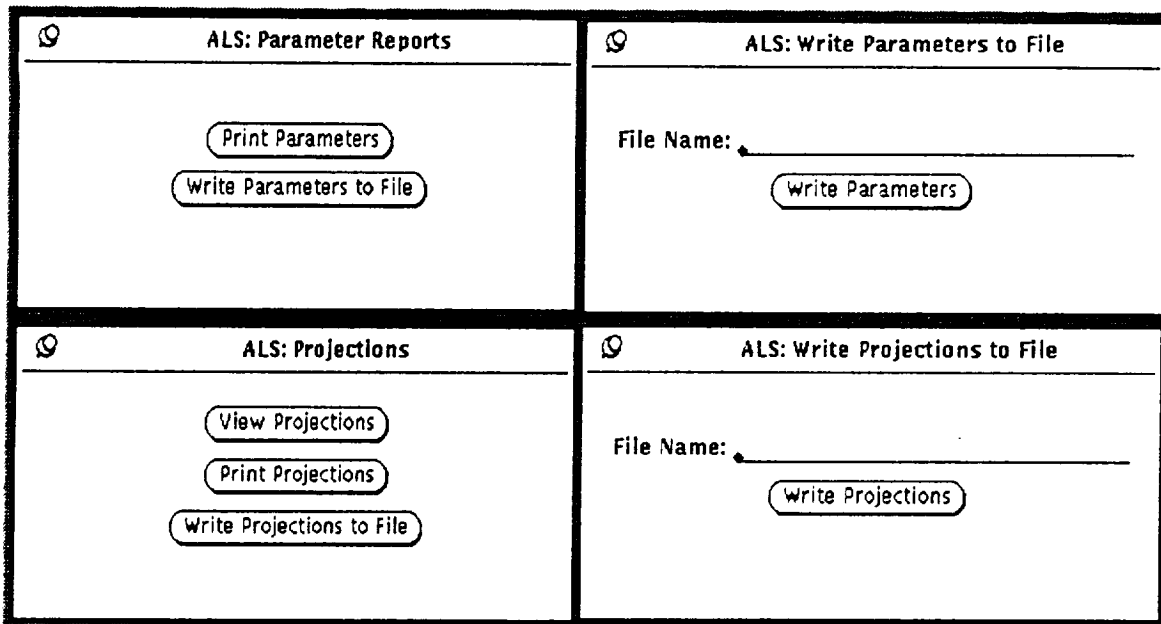 ALS: Parameter Reports
Print Parameters
Write Parameters to File
ALS: Write Parameters to File
File Name:
Write Parameters
ALS: Projections
View Projections
Print Projections
Write Projections to File
ALS: Write Projections to File
File Name:
Write Projections